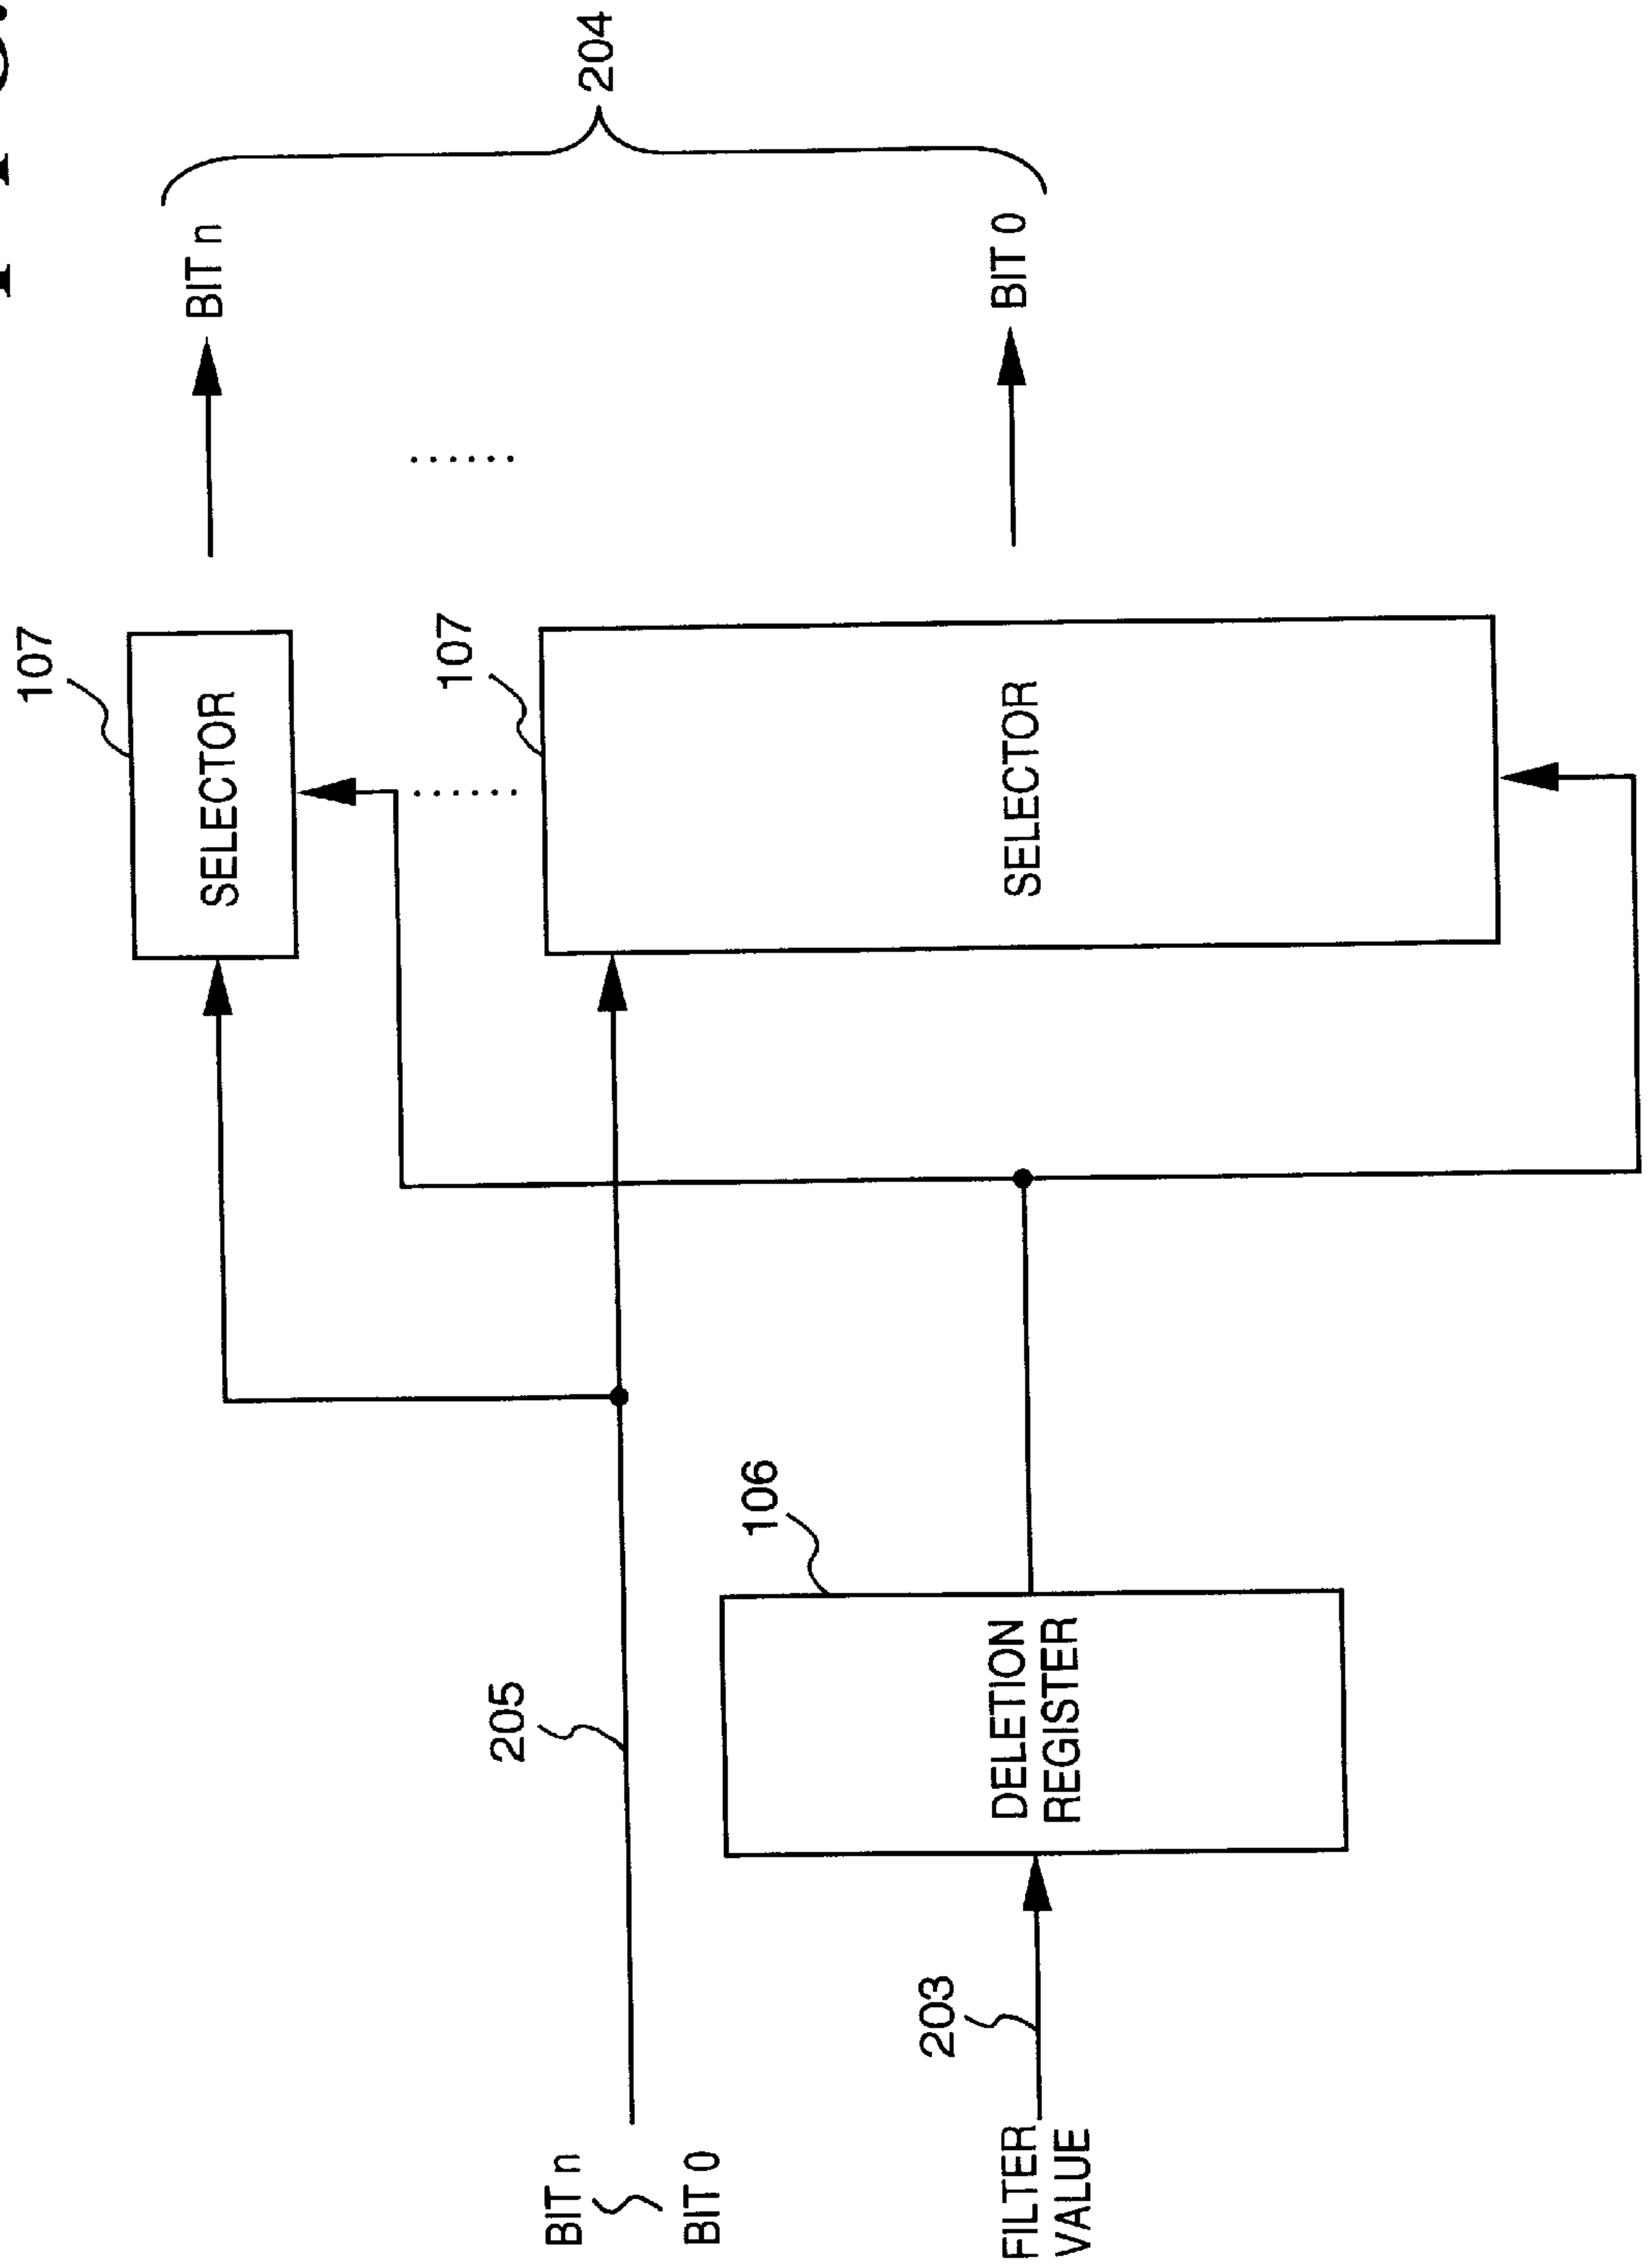 107
SELECTOR
BIT n
......
107
......
204
SELECTOR
BIT 0
205
BIT n
BIT 0
106
DELETION
REGISTER
203
FILTER
VALUE